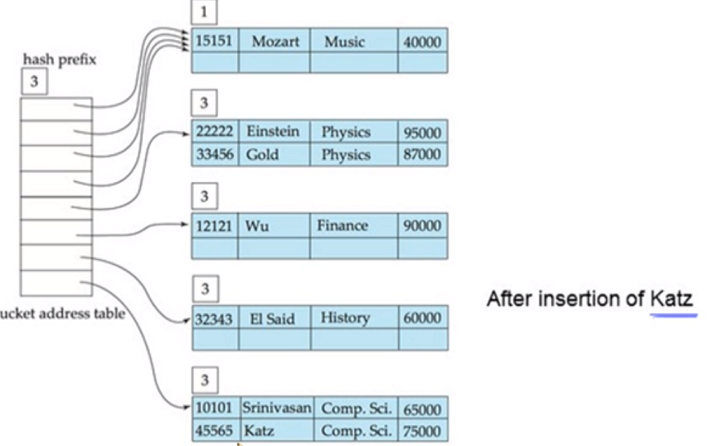 1
15151 Mozart Music 40000
hash prefix
3
3
22222 Einstein Physics 95000
33456 Gold Physics 87000
3
12121 Wu Finance 90000
3
After insertion of Katz
ucket address table
32343 El Said History 60000
3
10101 Srinivasan Comp. Sci. 65000
45565 Katz Comp. Sci. 75000